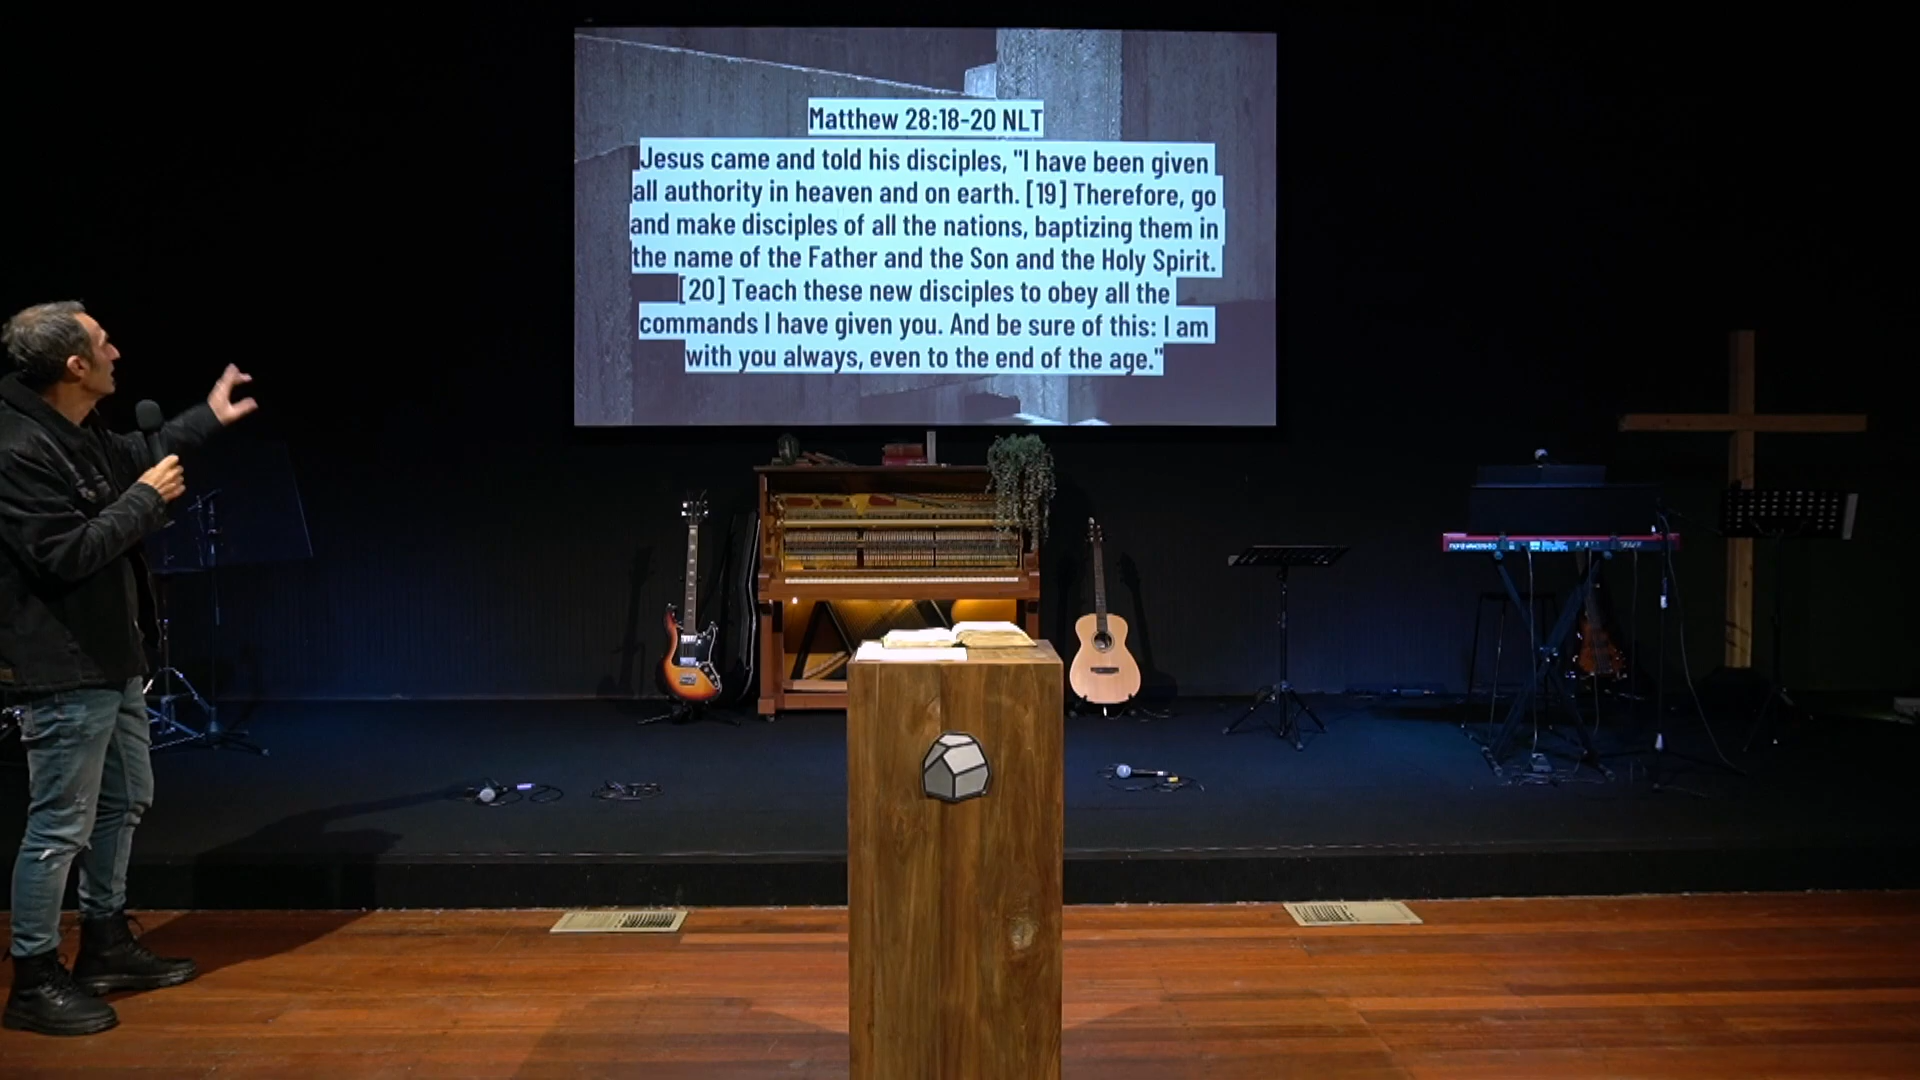 Matthew 28:18-20 NLT
Jesus came and told his disciples, "I have been given
all authority in heaven and on earth. [19] Therefore, go
and make disciples of all the nations, baptizing them in
the name of the Father and the Son and the Holy Spirit.
[20] Teach these new disciples to obey all the
commands I have given you. And be sure of this: I am
with you always, even to the end of the age."